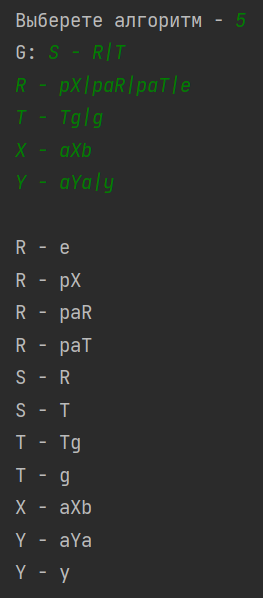 Выберете алгоритм - 5
G: S - R|T
R - pX|paR|paT|e
T - Tg|g
X - aXb
Y - aYa|y
R - e
R - pX
R - paR
R - paT
S - R
S - T
T - Tg
T - g
X - aXb
Y - aYa
Y - y